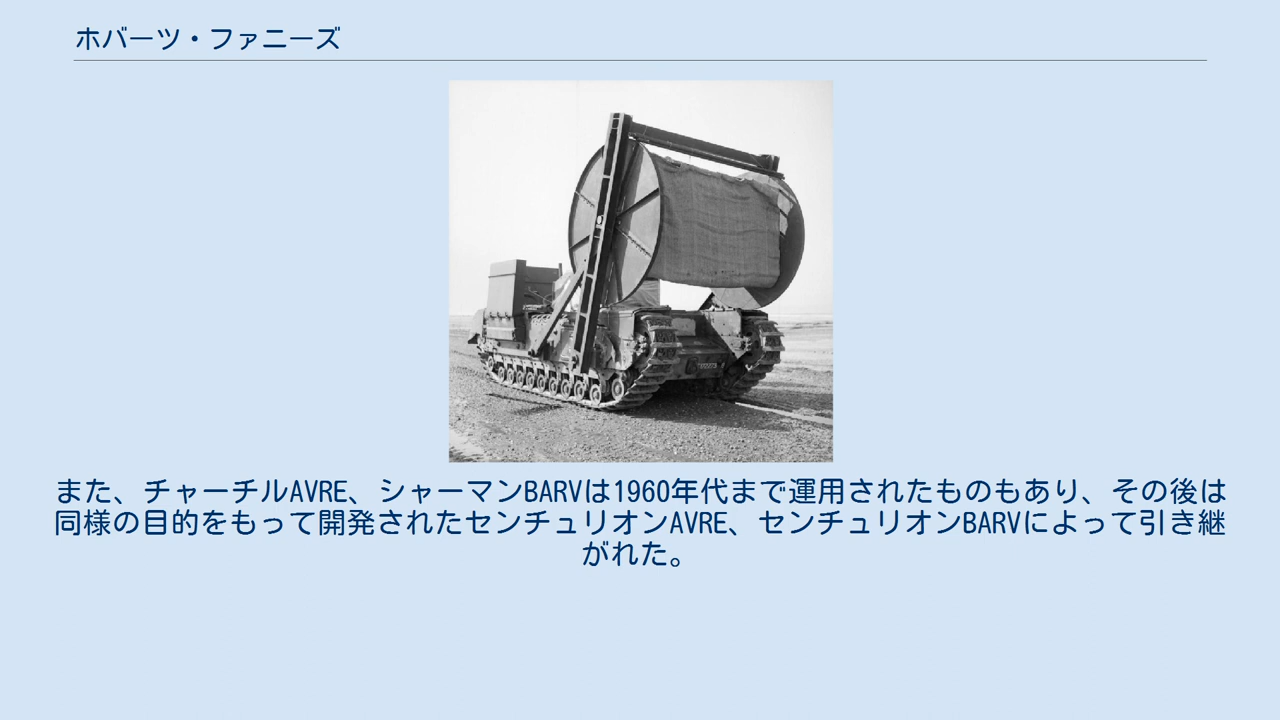 ホバーツ・ファニーズ
また、チャーチルAVRE、シャーマンBARVは1960年代まで運用されたものもあり、その後は
同様の目的をもって開発されたセンチュリオンAVRE、センチュリオンBARVによって引き継
がれた。